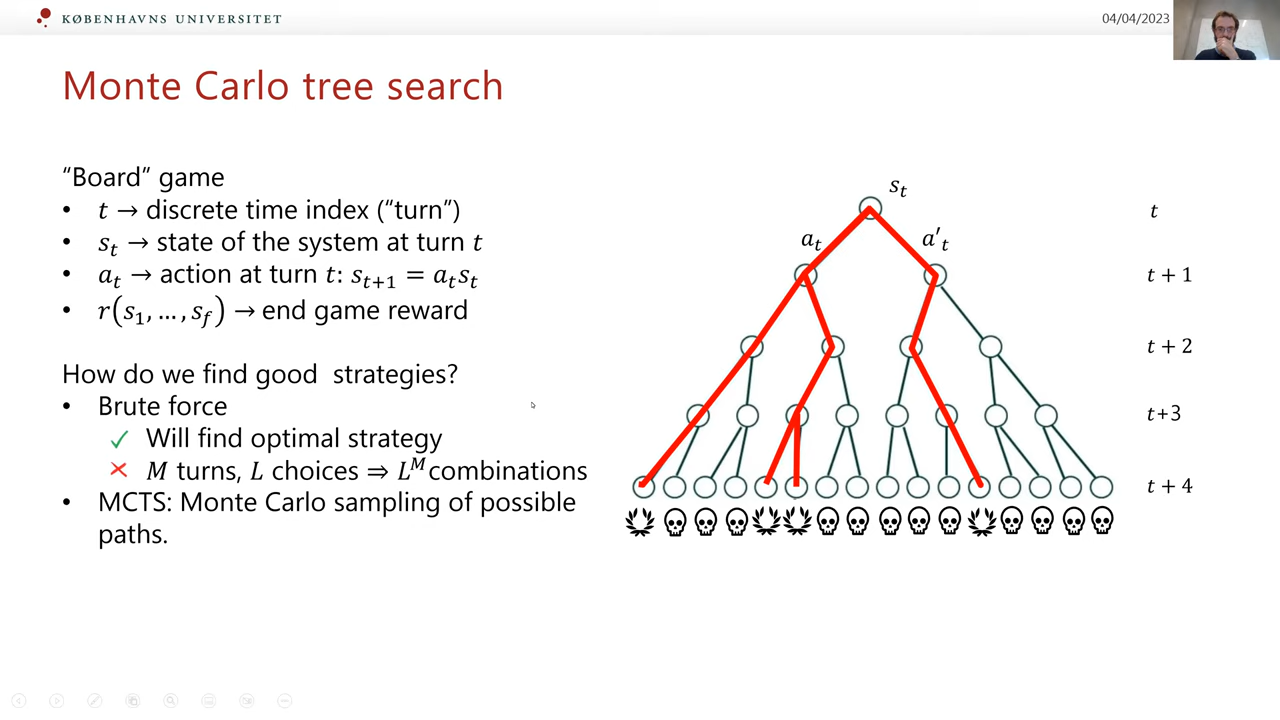 KØBENHAVNS UNIVERSITET
04/04/2023
Monte Carlo tree search
“Board” game
• t → discrete time index (“turn”)
• s_t → state of the system at turn t
• a_t → action at turn t: s_{t+1} = a_t s_t
• r(s_1, … , s_f) → end game reward
How do we find good strategies?
• Brute force
✓ Will find optimal strategy
✕ M turns, L choices ⇒ L^M combinations
• MCTS: Monte Carlo sampling of possible
paths.
s_t
t
a_t
a'_t
t + 1
t + 2
t+3
t + 4